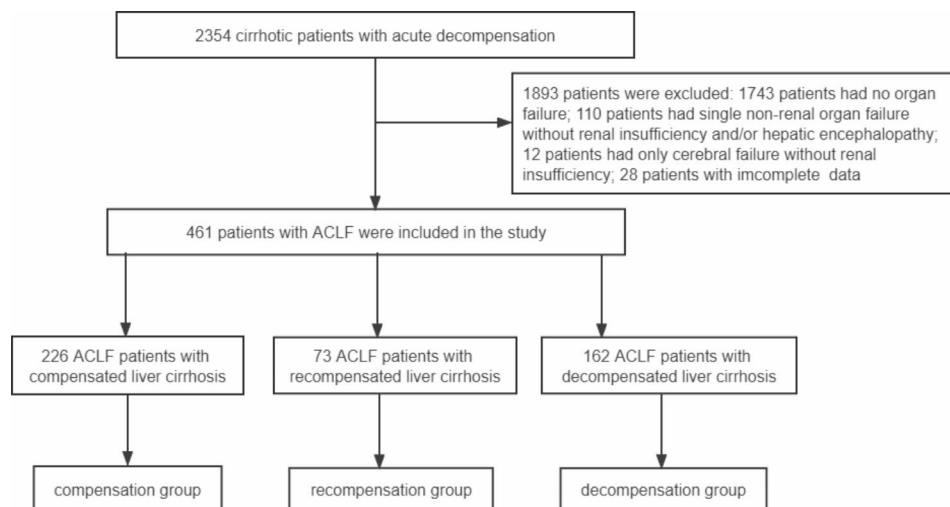 2354 cirrhotic patients with acute decompensation
1893 patients were excluded: 1743 patients had no organ
failure; 110 patients had single non-renal organ failure
without renal insufficiency and/or hepatic encephalopathy;
12 patients had only cerebral failure without renal
insufficiency; 28 patients with imcomplete data
461 patients with ACLF were included in the study
226 ACLF patients with
compensated liver cirrhosis
73 ACLF patients with
recompensated liver cirrhosis
162 ACLF patients with
decompensated liver cirrhosis
compensation group
recompensation group
decompensation group